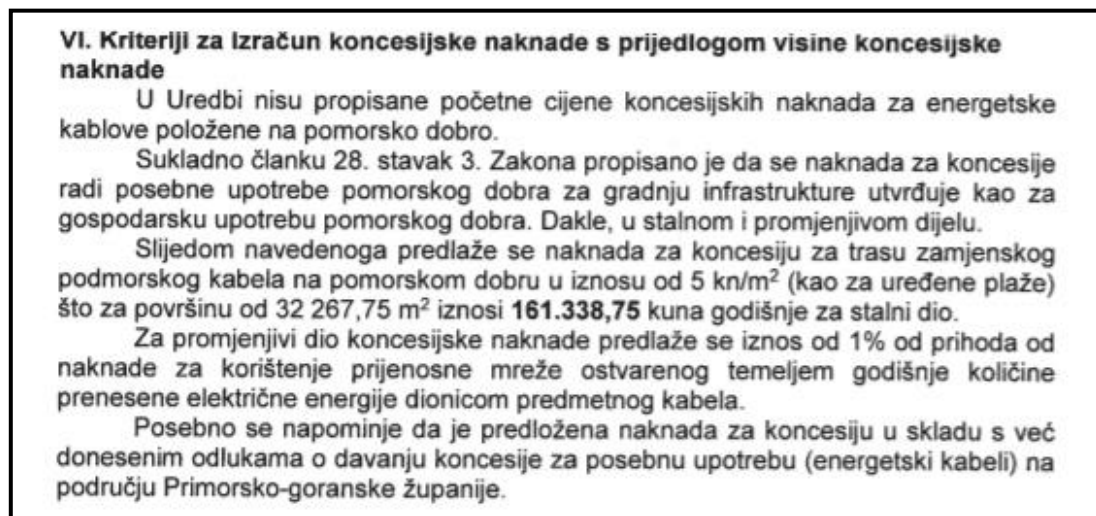 VI. Kriteriji za izračun koncesijske naknade s prijedlogom visine koncesijske
naknade
U Uredbi nisu propisane početne cijene koncesijskih naknada za energetske
kablove položene na pomorsko dobro.
Sukladno članku 28. stavak 3. Zakona propisano je da se naknada za koncesije
radi posebne upotrebe pomorskog dobra za gradnju infrastrukture utvrđuje kao za
gospodarsku upotrebu pomorskog dobra. Dakle, u stalnom i promjenjivom dijelu.
Slijedom navedenoga predlaže se naknada za koncesiju za trasu zamjenskog
podmorskog kabela na pomorskom dobru u iznosu od 5 kn/m² (kao za uređene plaže)
što za površinu od 32 267,75 m² iznosi 161.338,75 kuna godišnje za stalni dio.
Za promjenjivi dio koncesijske naknade predlaže se iznos od 1% od prihoda od
naknade za korištenje prijenosne mreže ostvarenog temeljem godišnje količine
prenesene električne energije dionicom predmetnog kabela.
Posebno se napominje da je predložena naknada za koncesiju u skladu s već
donesenim odlukama o davanju koncesije za posebnu upotrebu (energetski kabeli) na
području Primorsko-goranske županije.